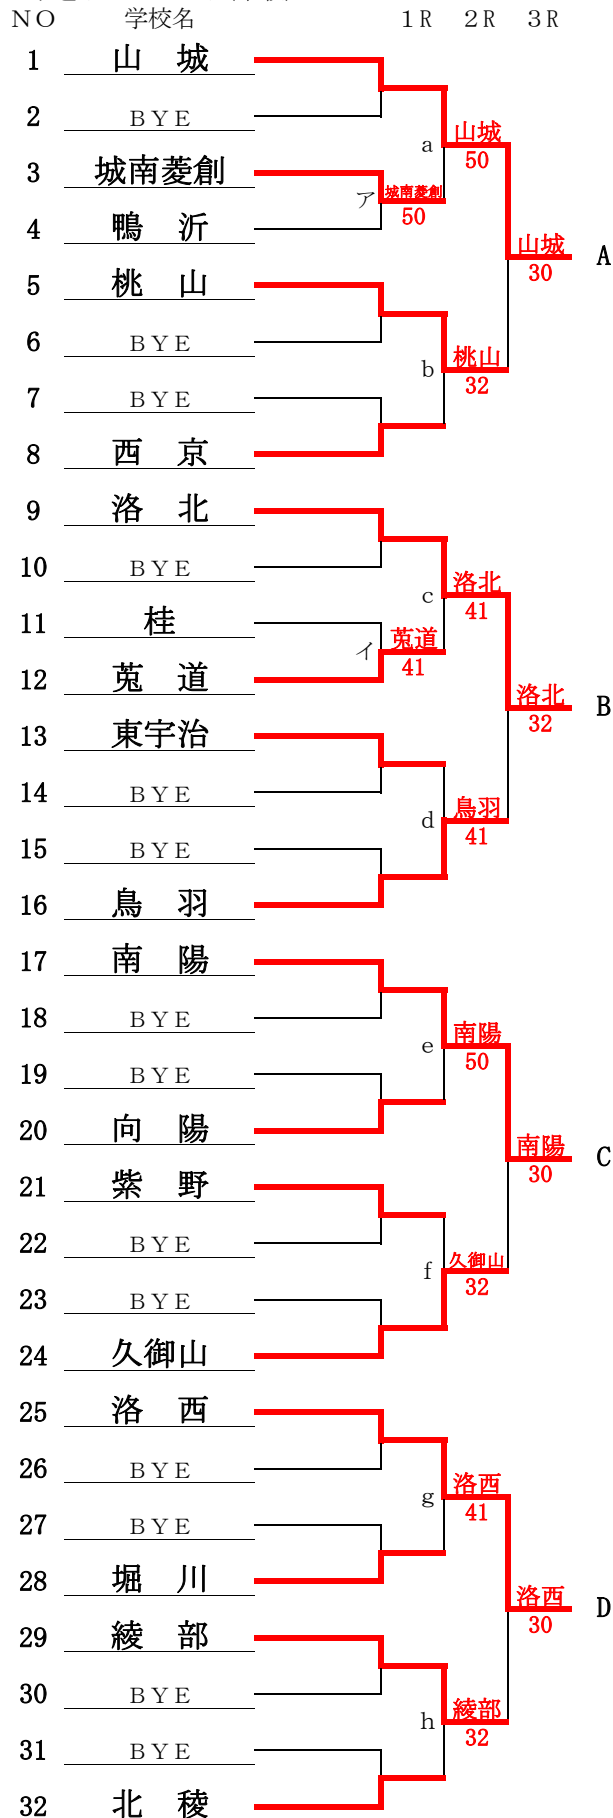 NO 学校名 1R 2R 3R
1 山 城
2 BYE
a 山城
50
3 城南菱創
ア 城南菱創
50
4 鴨 沂
山城 A
30
5 桃 山
6 BYE
b 桃山
32
7 BYE
8 西 京
9 洛 北
10 BYE
c 洛北
41
11 桂
イ 莵道
41
12 莵 道
洛北 B
32
13 東宇治
14 BYE
d 鳥羽
41
15 BYE
16 鳥 羽
17 南 陽
18 BYE
e 南陽
50
19 BYE
20 向 陽
南陽 C
30
21 紫 野
22 BYE
f 久御山
32
23 BYE
24 久御山
25 洛 西
26 BYE
g 洛西
41
27 BYE
28 堀 川
洛西 D
30
29 綾 部
30 BYE
h 綾部
32
31 BYE
32 北 稜